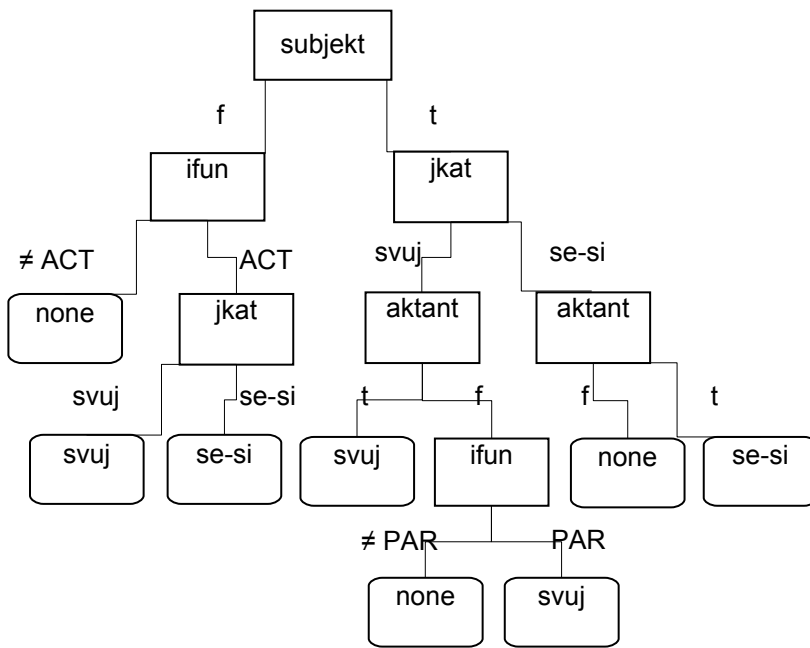 subjekt
f
t
ifun
jkat
≠ ACT
ACT
svuj
se-si
none
jkat
aktant
aktant
svuj
se-si
t
f
f
t
svuj
se-si
svuj
ifun
none
se-si
≠ PAR
PAR
none
svuj